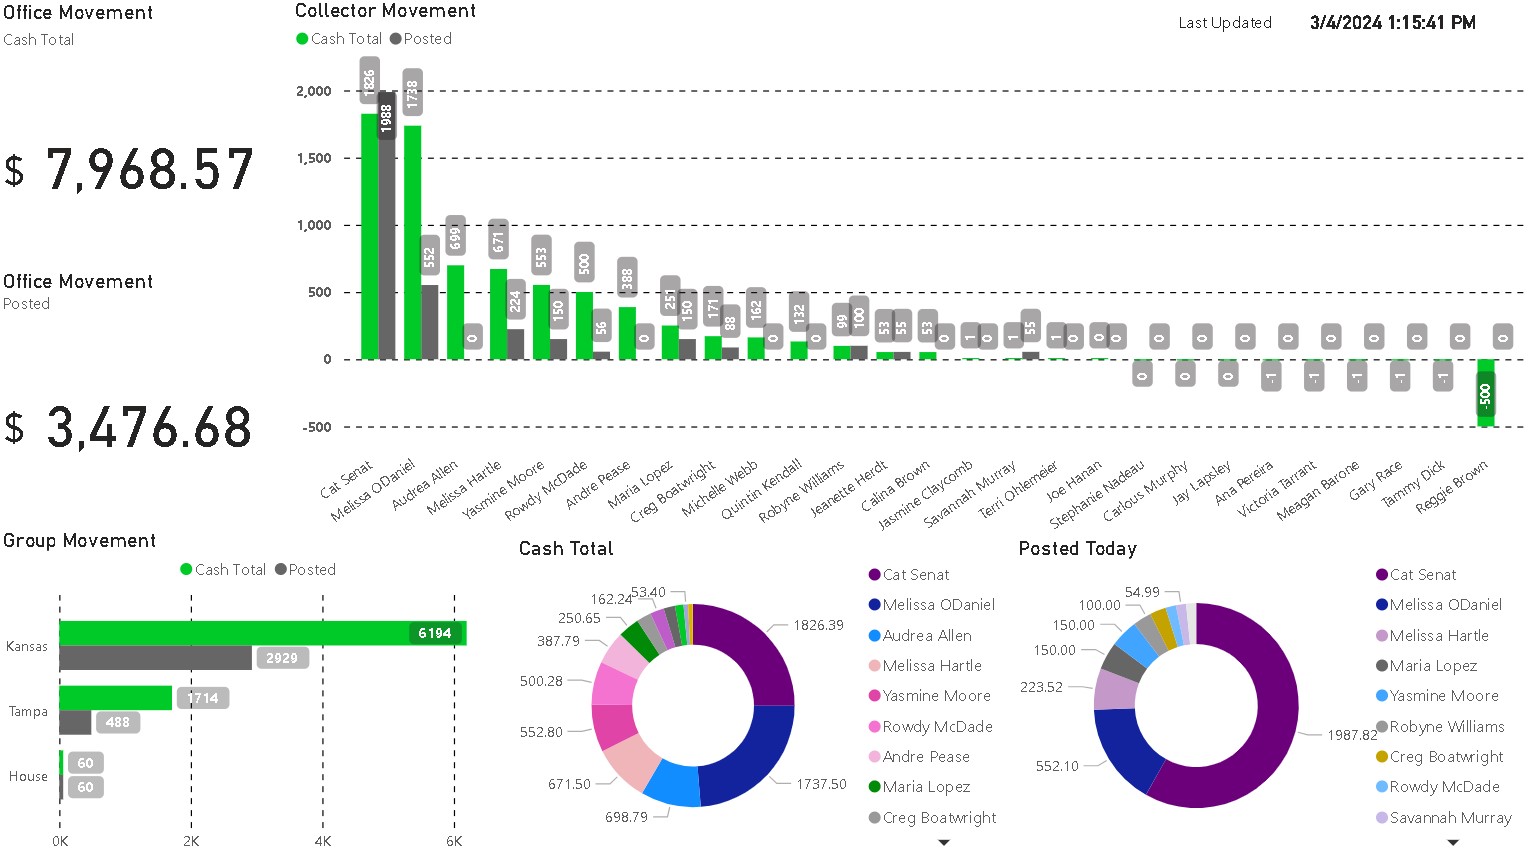 Office Movement
Cash Total
$ 7,968.57
Office Movement
Posted
$ 3,476.68
Collector Movement
Cash Total Posted
Last Updated 3/4/2024 1:15:41 PM
2,000
1,500
1,000
500
0
-500
1826 1988 1738 552 699 0 671 224 553 150 500 56 388 0 251 150 171 88 162 0 132 0 99 100 53 55 53 0 1 0 1 55 1 0 0 0 0 0 0 0 0 0 -1 0 -1 0 -1 0 -1 0 -1 0 -500 0
Cat Senat
Melissa ODaniel
Audrea Allen
Melissa Hartle
Yasmine Moore
Rowdy McDade
Andre Pease
Maria Lopez
Creg Boatwright
Michelle Webb
Quintin Kendall
Robyne Williams
Jeanette Herdt
Calina Brown
Jasmine Claycomb
Savannah Murray
Terri Ohlemeier
Joe Hanan
Stephanie Nadeau
Carlous Murphy
Jay Lapsley
Ana Pereira
Victoria Tarrant
Meagan Barone
Gary Race
Tammy Dick
Reggie Brown
Group Movement
Cash Total Posted
Kansas 6194
2929
Tampa 1714
488
House 60
60
0K 2K 4K 6K
Cash Total
53.40
162.24
250.65
387.79
500.28
552.80
671.50
698.79
1737.50
1826.39
Cat Senat
Melissa ODaniel
Audrea Allen
Melissa Hartle
Yasmine Moore
Rowdy McDade
Andre Pease
Maria Lopez
Creg Boatwright
Posted Today
54.99
100.00
150.00
150.00
223.52
552.10
1987.82
Cat Senat
Melissa ODaniel
Melissa Hartle
Maria Lopez
Yasmine Moore
Robyne Williams
Creg Boatwright
Rowdy McDade
Savannah Murray